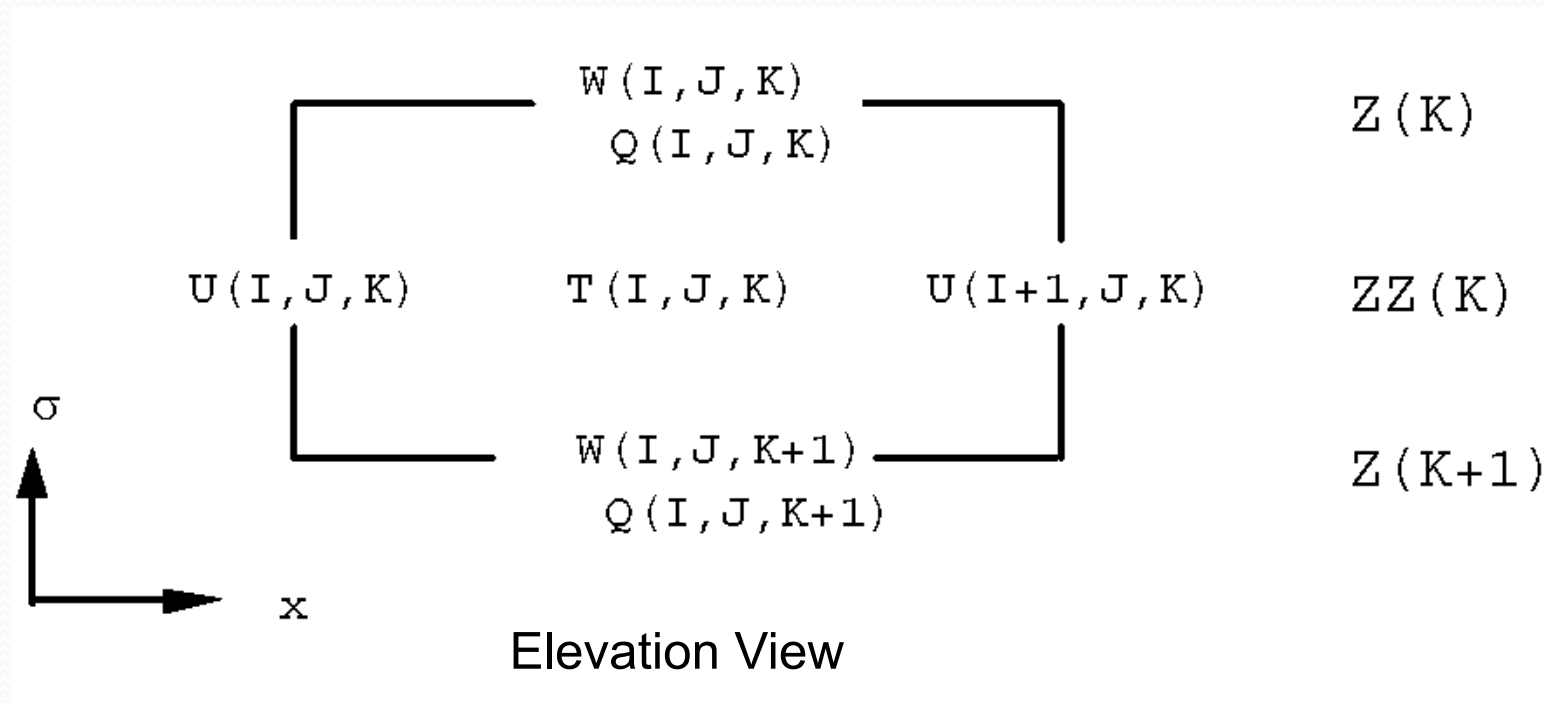 W(I,J,K)
Q(I,J,K)
Z(K)
U(I,J,K) T(I,J,K) U(I+1,J,K) ZZ(K)
σ
W(I,J,K+1)
Q(I,J,K+1)
Z(K+1)
x
Elevation View